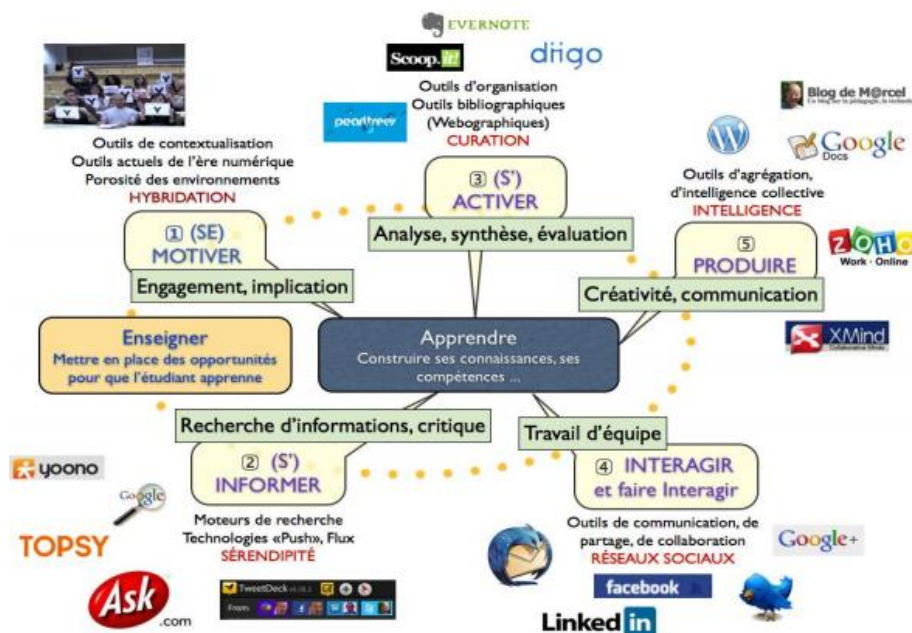 EVERNOTE
Scoop.it!
diigo
pearltrees
Outils d'organisation
Outils bibliographiques
(Webographiques)
CURATION
Blog de M@rcel
Google
Docs
Outils de contextualisation
Outils actuels de l'ère numérique
Porosité des environnements
HYBRIDATION
Outils d'agrégation,
d'intelligence collective
INTELLIGENCE
1 (SE)
MOTIVER
Engagement, implication
3 (S')
ACTIVER
Analyse, synthèse, évaluation
5
PRODUIRE
Créativité, communication
ZOHO
Work · Online
XMind
Enseigner
Mettre en place des opportunités
pour que l'étudiant apprenne
Apprendre
Construire ses connaissances, ses
compétences ...
Recherche d'informations, critique
2 (S')
INFORMER
Moteurs de recherche
Technologies «Push», Flux
SÉRENDIPITÉ
Travail d'équipe
4 INTERAGIR
et faire Interagir
Outils de communication, de
partage, de collaboration
RÉSEAUX SOCIAUX
yoono
Google
TOPSY
Ask
.com
TweetDeck
From:
Google+
facebook
Linked in